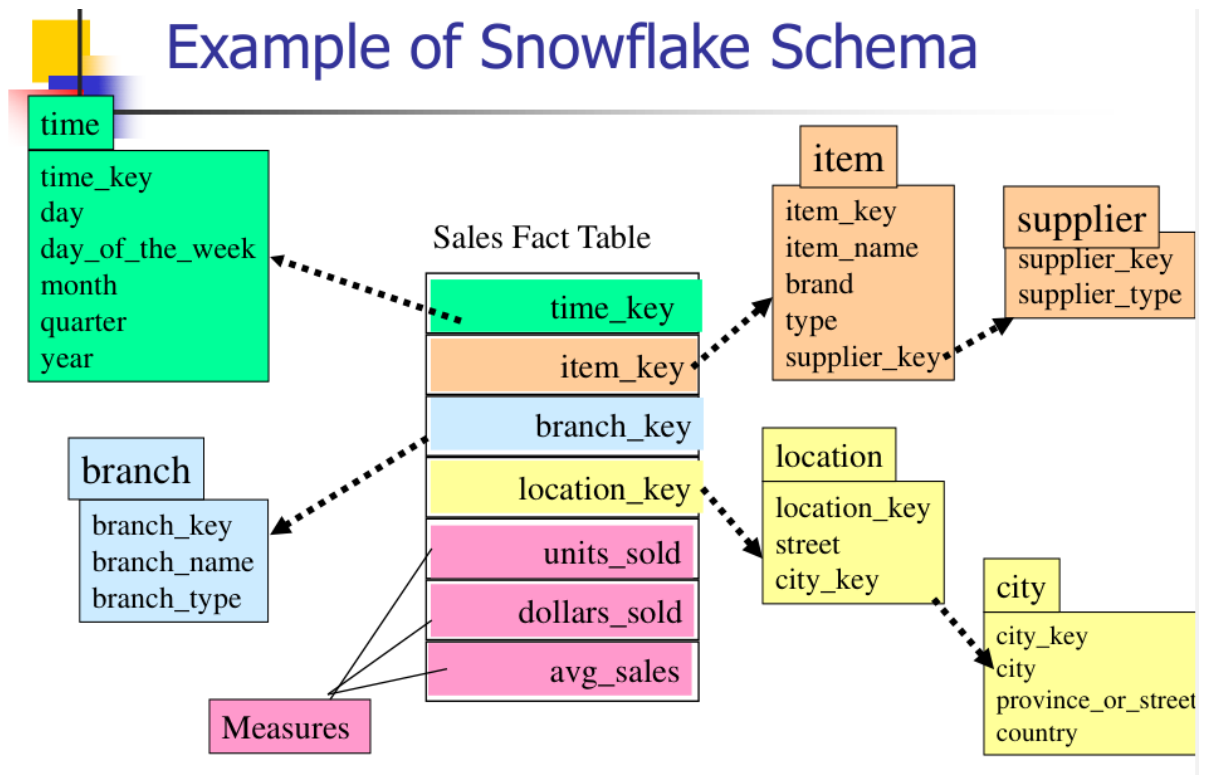 Example of Snowflake Schema
time
time_key
day
day_of_the_week
month
quarter
year
Sales Fact Table
time_key
item_key
branch_key
location_key
units_sold
dollars_sold
avg_sales
Measures
branch
branch_key
branch_name
branch_type
item
item_key
item_name
brand
type
supplier_key
supplier
supplier_key
supplier_type
location
location_key
street
city_key
city
city_key
city
province_or_street
country